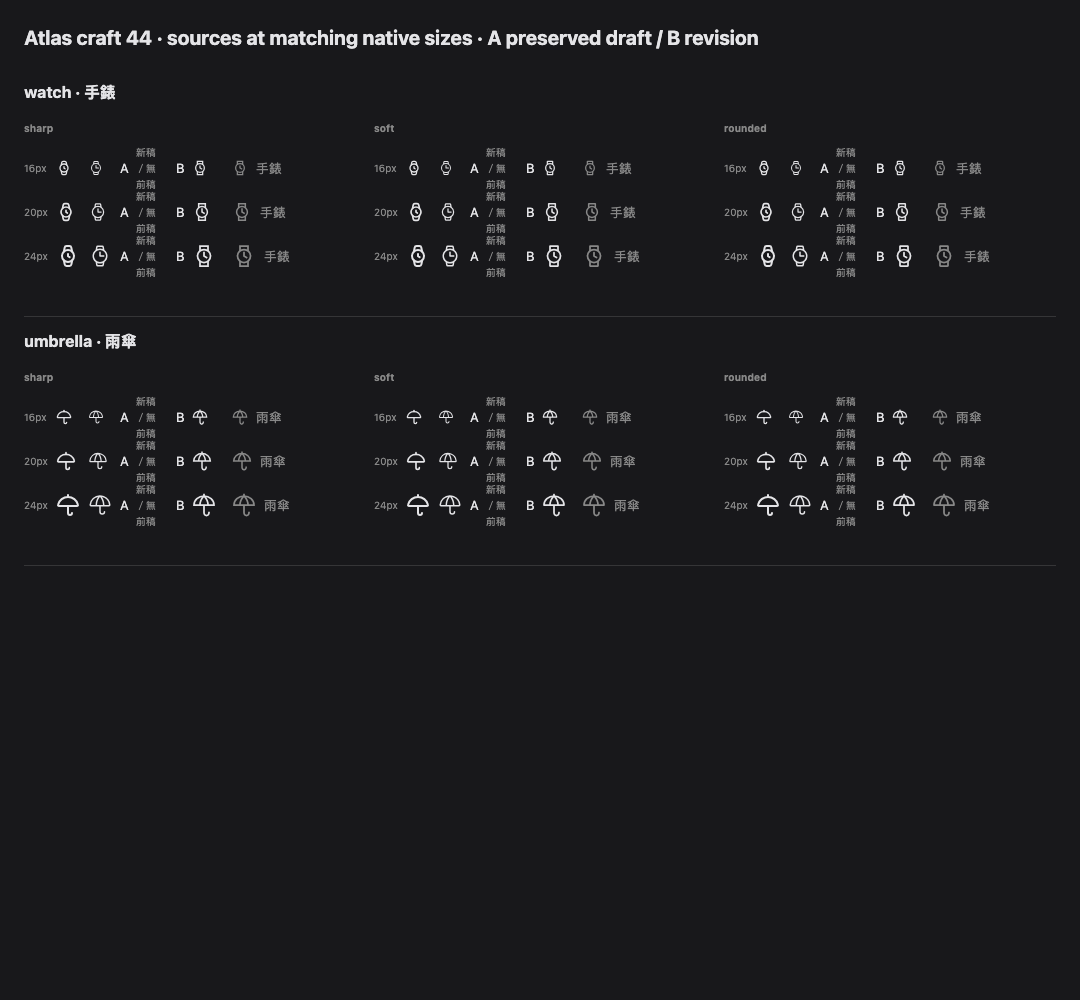 Atlas craft 44 · sources at matching native sizes · A preserved draft / B revision
watch · 手錶
sharp
soft
rounded
16px A 新稿 / 無前稿 B 手錶
16px A 新稿 / 無前稿 B 手錶
16px A 新稿 / 無前稿 B 手錶
20px A 新稿 / 無前稿 B 手錶
20px A 新稿 / 無前稿 B 手錶
20px A 新稿 / 無前稿 B 手錶
24px A 新稿 / 無前稿 B 手錶
24px A 新稿 / 無前稿 B 手錶
24px A 新稿 / 無前稿 B 手錶
umbrella · 雨傘
sharp
soft
rounded
16px A 新稿 / 無前稿 B 雨傘
16px A 新稿 / 無前稿 B 雨傘
16px A 新稿 / 無前稿 B 雨傘
20px A 新稿 / 無前稿 B 雨傘
20px A 新稿 / 無前稿 B 雨傘
20px A 新稿 / 無前稿 B 雨傘
24px A 新稿 / 無前稿 B 雨傘
24px A 新稿 / 無前稿 B 雨傘
24px A 新稿 / 無前稿 B 雨傘